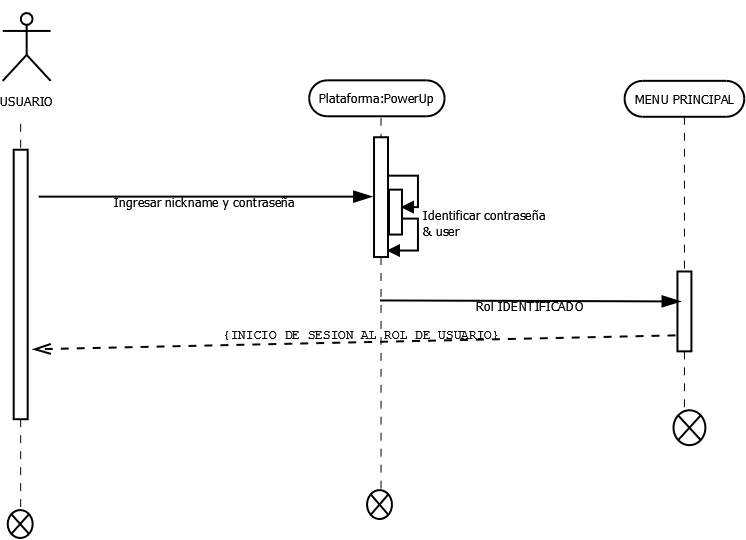 USUARIO
Plataforma:PowerUp
MENU PRINCIPAL
Ingresar nickname y contraseña
Identificar contraseña
& user
Rol IDENTIFICADO
{INICIO DE SESION AL ROL DE USUARIO}